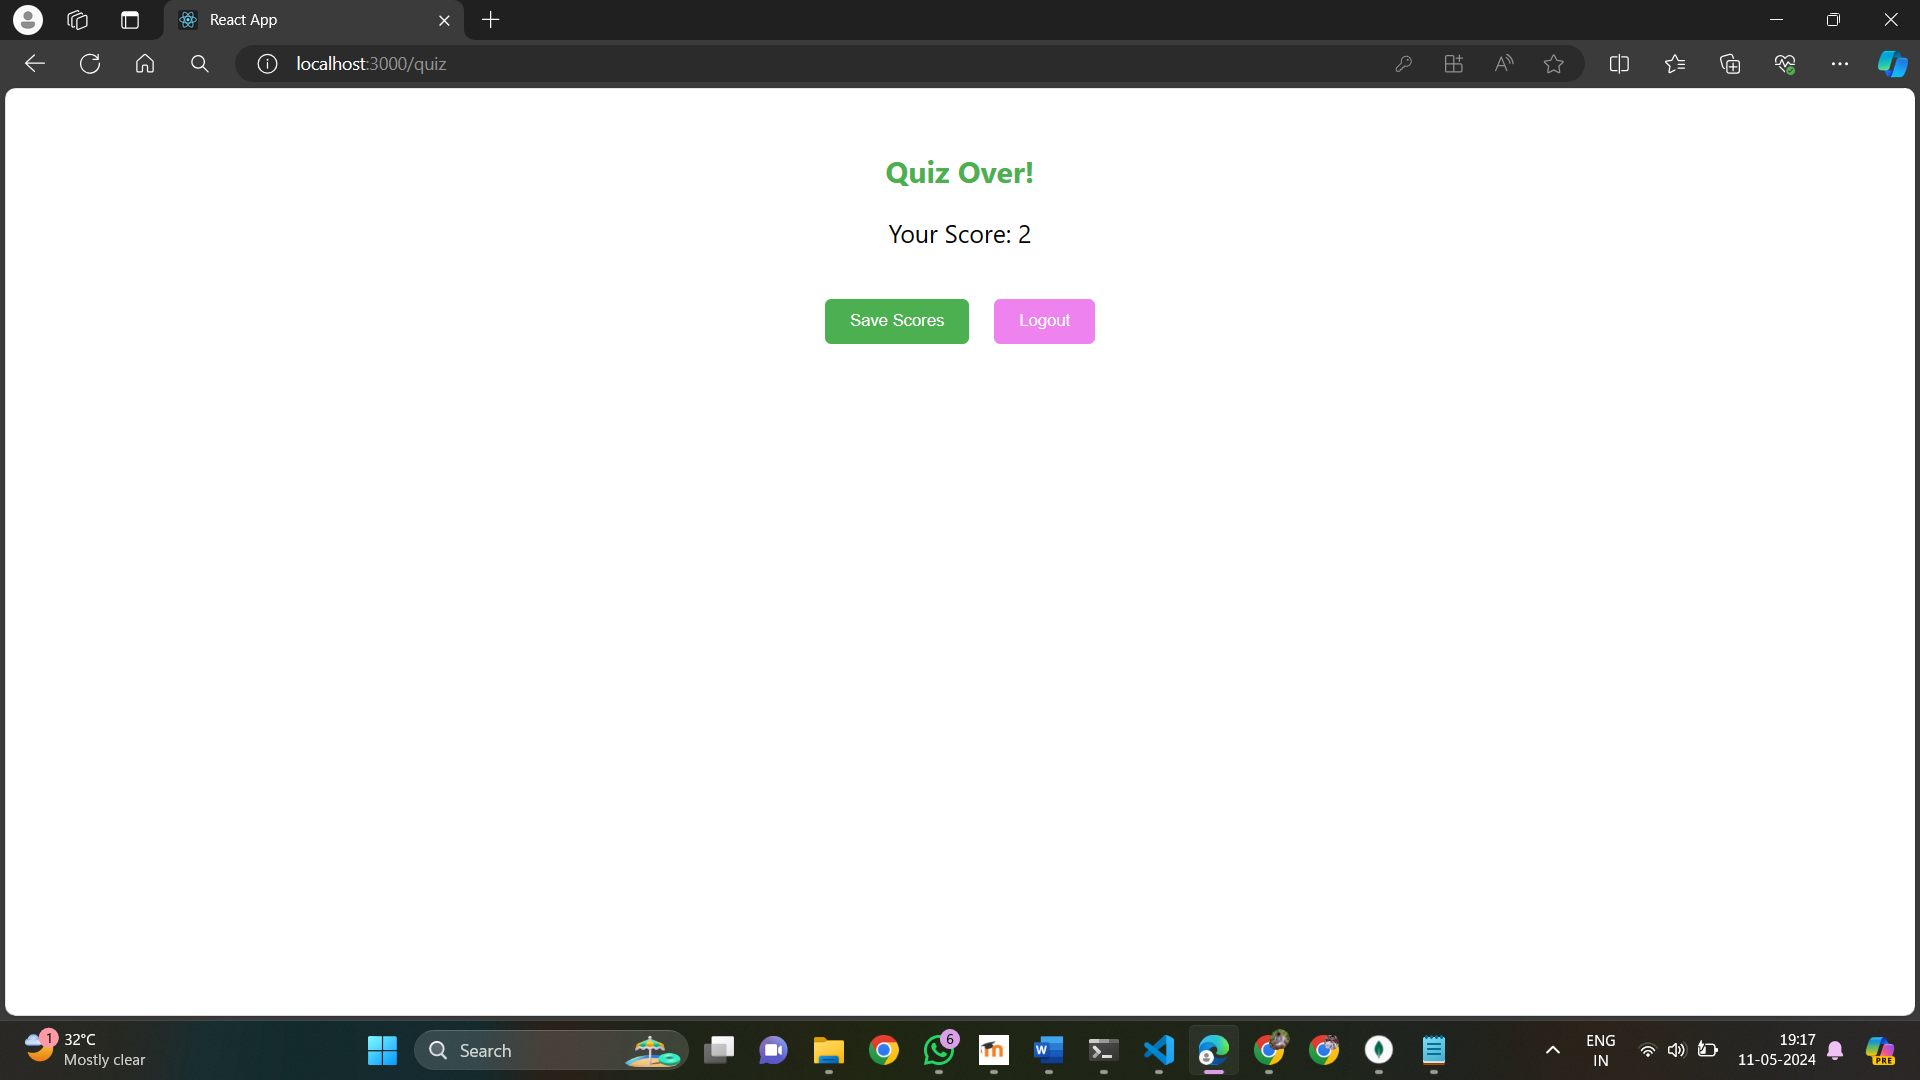 React App
localhost:3000/quiz
Quiz Over!
Your Score: 2
Save Scores
Logout
1
32°C
Mostly clear
Search
6
m
W
ENG
IN
19:17
11-05-2024
PRE